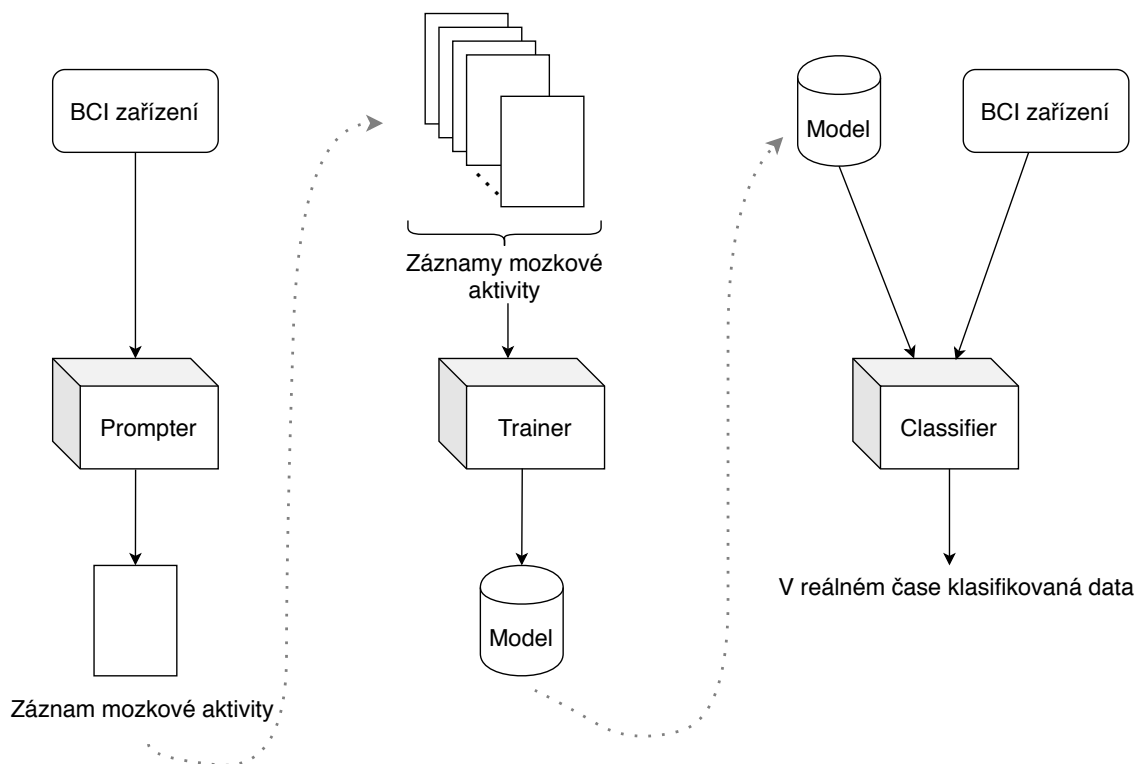 BCI zařízení
Prompter
Záznam mozkové aktivity
Záznamy mozkové
aktivity
Trainer
Model
Model
BCI zařízení
Classifier
V reálném čase klasifikovaná data